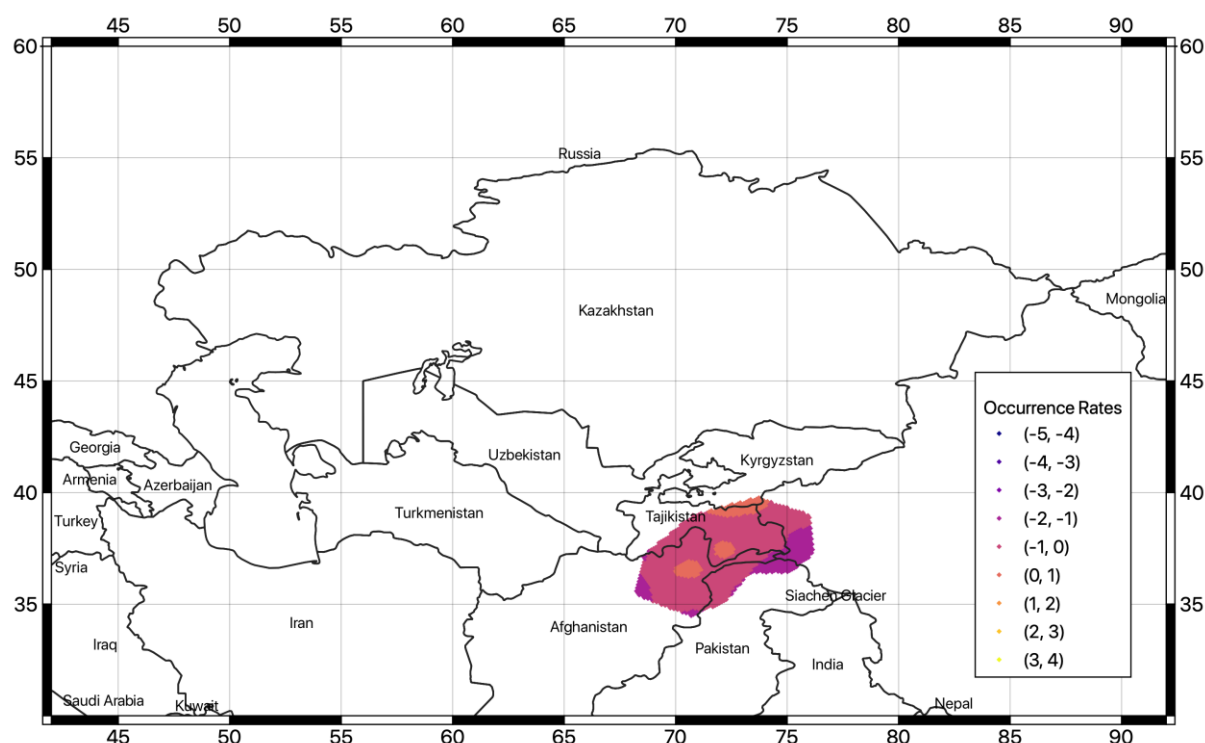 45 50 55 60 65 70 75 80 85 90
60 60
Russia
55 55
50 50
Mongolia
Kazakhstan
45 45
Occurrence Rates
(-5, -4)
(-4, -3)
(-3, -2)
(-2, -1)
(-1, 0)
(0, 1)
(1, 2)
(2, 3)
(3, 4)
Georgia
Uzbekistan
Kyrgyzstan
Armenia
Azerbaijan
40 40
Turkey
Turkmenistan
Tajikistan
Syria
35 35
Siachen Glacier
Iran
Afghanistan
Iraq
Pakistan
India
Saudi Arabia
Kuwait
Nepal
45 50 55 60 65 70 75 80 85 90